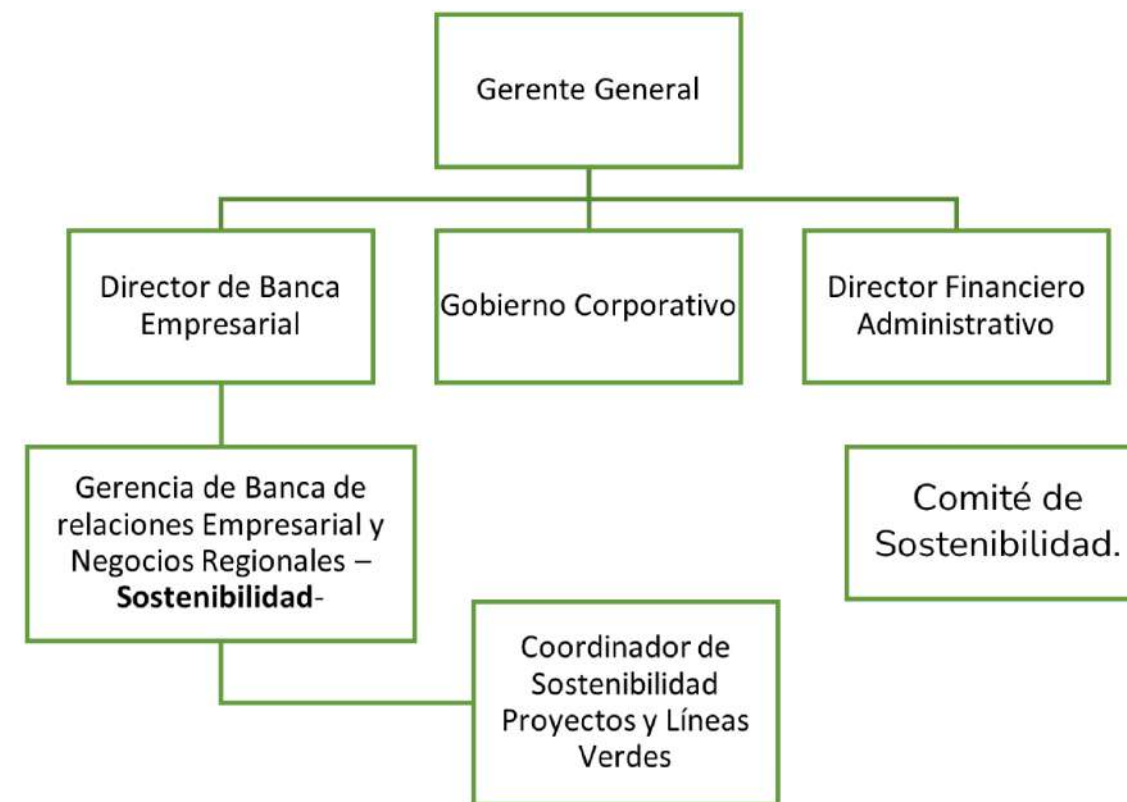 Gerente General
Director de Banca
Empresarial
Gobierno Corporativo
Director Financiero
Administrativo
Gerencia de Banca de
relaciones Empresarial y
Negocios Regionales –
Sostenibilidad-
Comité de
Sostenibilidad.
Coordinador de
Sostenibilidad
Proyectos y Líneas
Verdes